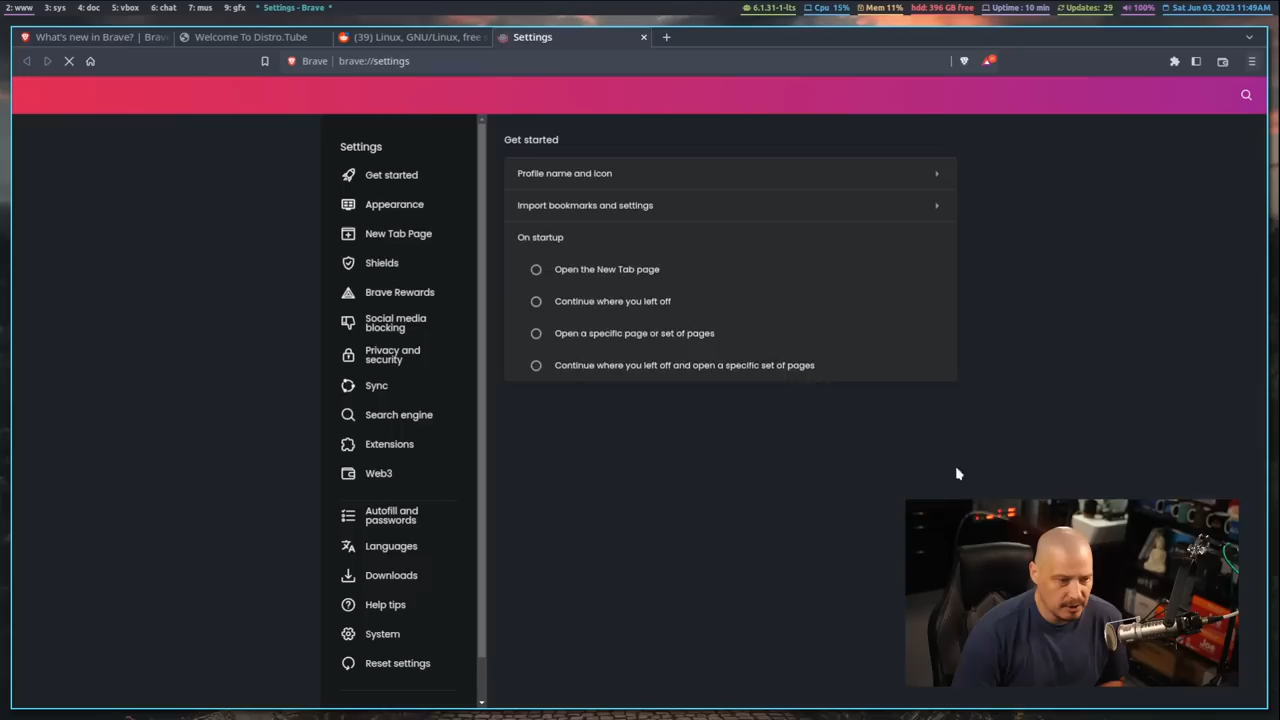 2: www 3: sys 4: doc 5: vbox 6: chat 7: mus 9: gfx * Settings - Brave * 6.1.31-1-lts Cpu 15% Mem 11% hdd: 396 GB free Uptime : 10 min Updates: 29 100% Sat Jun 03, 2023 11:49AM
What's new in Brave? | Brav Welcome To Distro.Tube (39) Linux, GNU/Linux, free s Settings
Brave brave://settings
Settings
Get started
Appearance
New Tab Page
Shields
Brave Rewards
Social media
blocking
Privacy and
security
Sync
Search engine
Extensions
Web3
Autofill and
passwords
Languages
Downloads
Help tips
System
Reset settings
Get started
Profile name and icon
Import bookmarks and settings
On startup
Open the New Tab page
Continue where you left off
Open a specific page or set of pages
Continue where you left off and open a specific set of pages